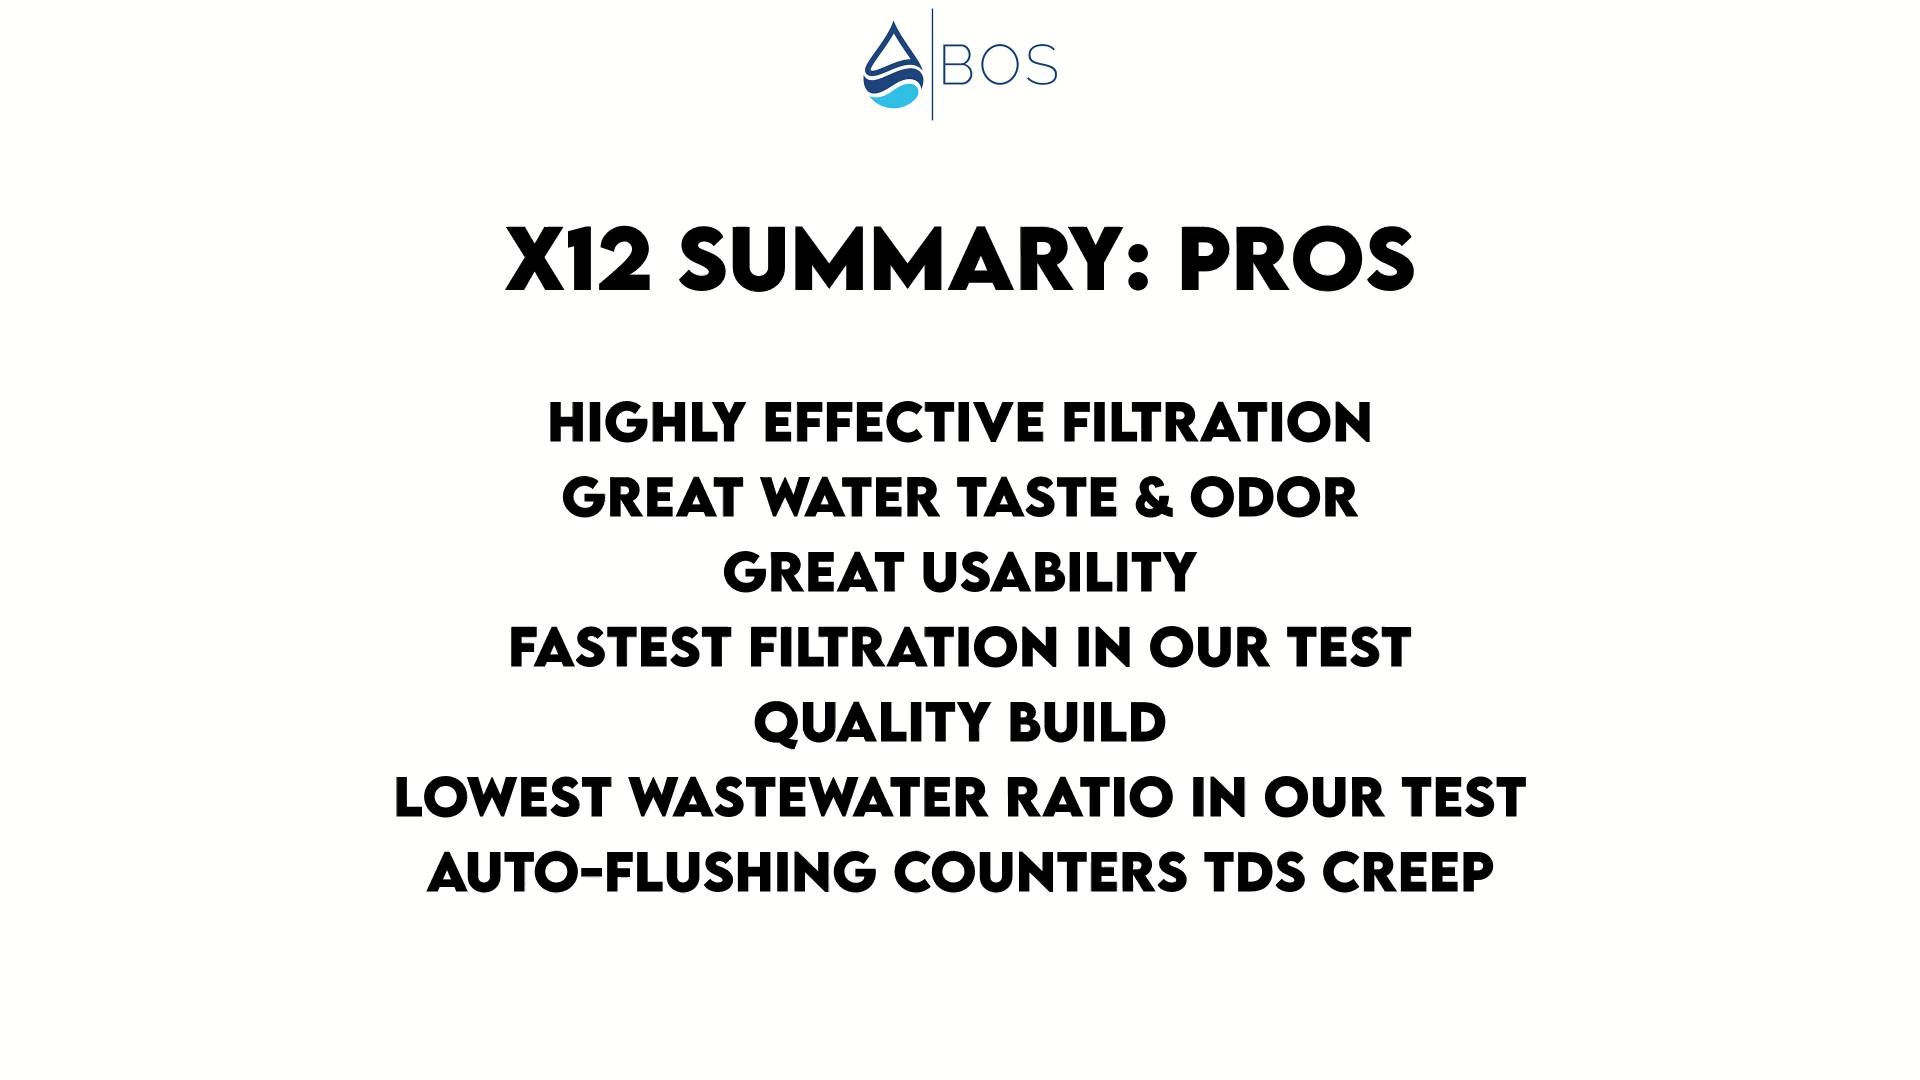 BOS
X12 SUMMARY: PROS
HIGHLY EFFECTIVE FILTRATION
GREAT WATER TASTE & ODOR
GREAT USABILITY
FASTEST FILTRATION IN OUR TEST
QUALITY BUILD
LOWEST WASTEWATER RATIO IN OUR TEST
AUTO-FLUSHING COUNTERS TDS CREEP